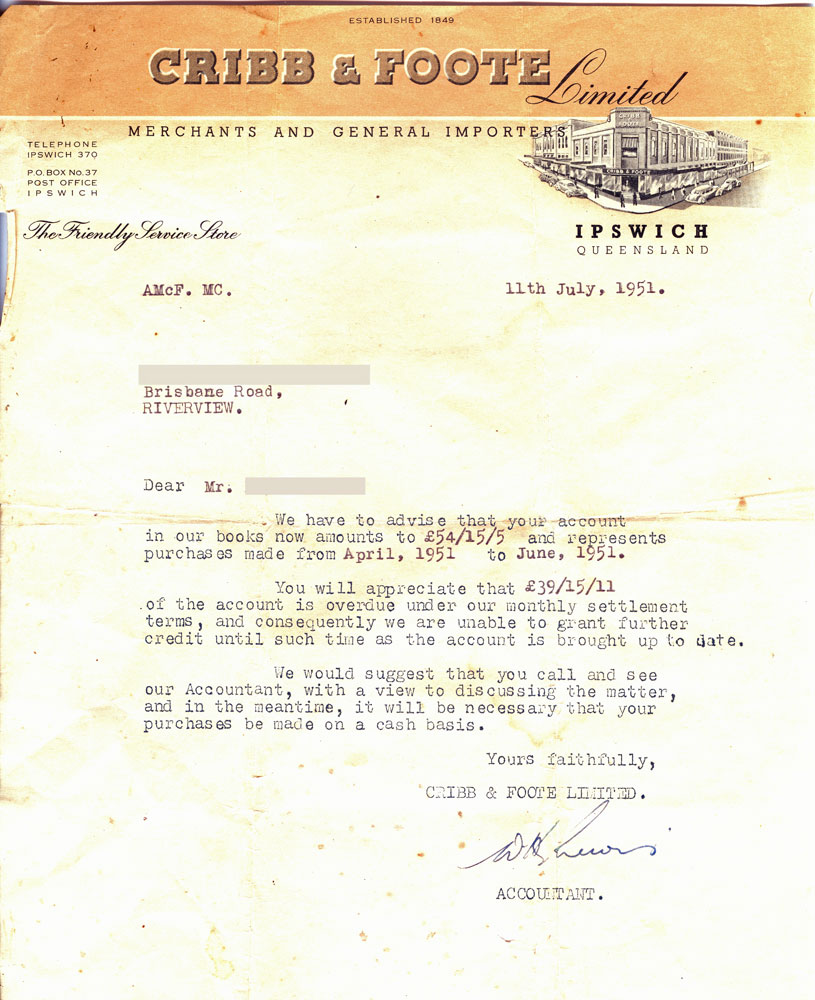 ESTABLISHED 1849
CRIBB & FOOTE Limited
MERCHANTS AND GENERAL IMPORTERS
TELEPHONE
IPSWICH 370
P.O. BOX No. 37
POST OFFICE
IPSWICH
CRIBB
HOUSE
CRIBB & FOOTE
The Friendly Service Store
IPSWICH
QUEENSLAND
AMcF. MC.
11th July, 1951.
Brisbane Road,
RIVERVIEW.
Dear Mr.
We have to advise that your account
in our books now amounts to £54/15/5 and represents
purchases made from April, 1951 to June, 1951.
You will appreciate that £39/15/11
of the account is overdue under our monthly settlement
terms, and consequently we are unable to grant further
credit until such time as the account is brought up to date.
We would suggest that you call and see
our Accountant, with a view to discussing the matter,
and in the meantime, it will be necessary that your
purchases be made on a cash basis.
Yours faithfully,
CRIBB & FOOTE LIMITED.
ACCOUNTANT.